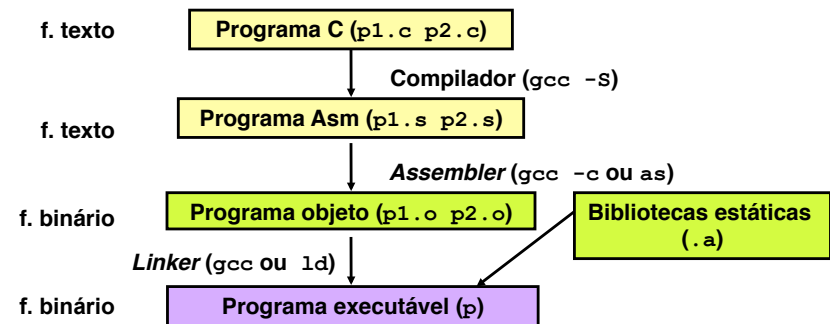 f. texto
Programa C (p1.c p2.c)
Compilador (gcc -S)
f. texto
Programa Asm (p1.s p2.s)
Assembler (gcc -c ou as)
f. binário
Programa objeto (p1.o p2.o)
Bibliotecas estáticas
(.a)
Linker (gcc ou ld)
f. binário
Programa executável (p)